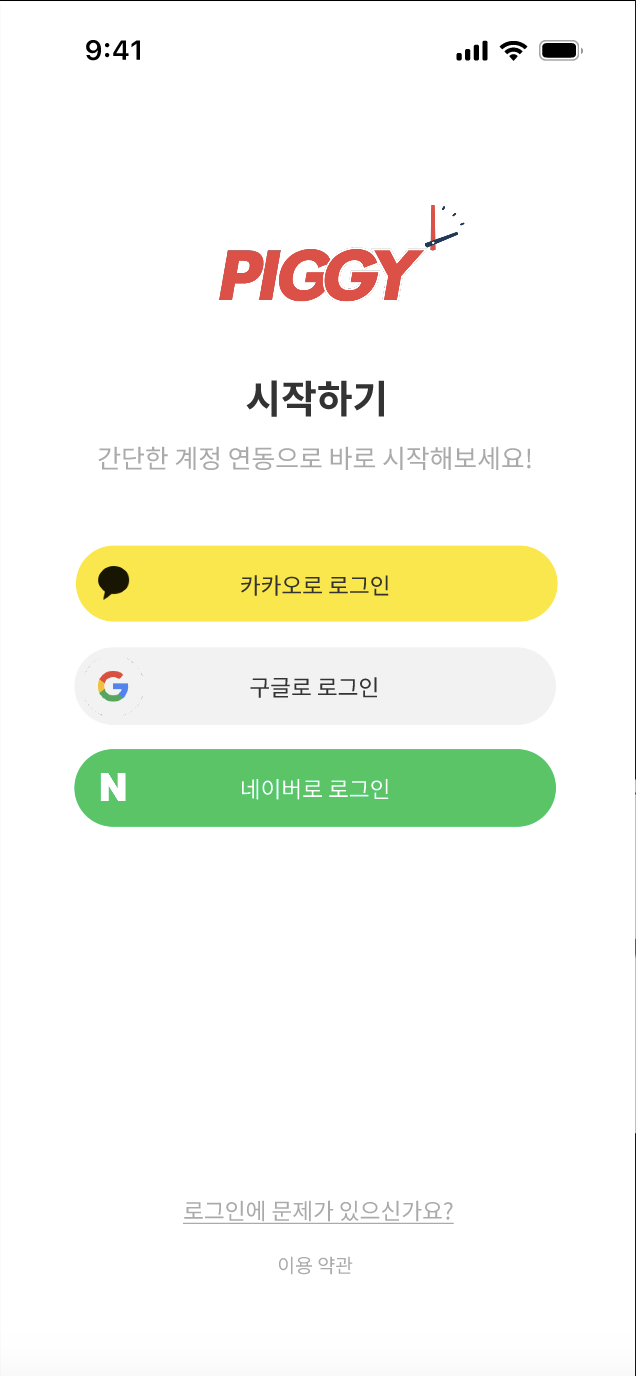 9:41
PIGGY
시작하기
간단한 계정 연동으로 바로 시작해보세요!
카카오로 로그인
G
구글로 로그인
N
네이버로 로그인
로그인에 문제가 있으신가요?
이용 약관